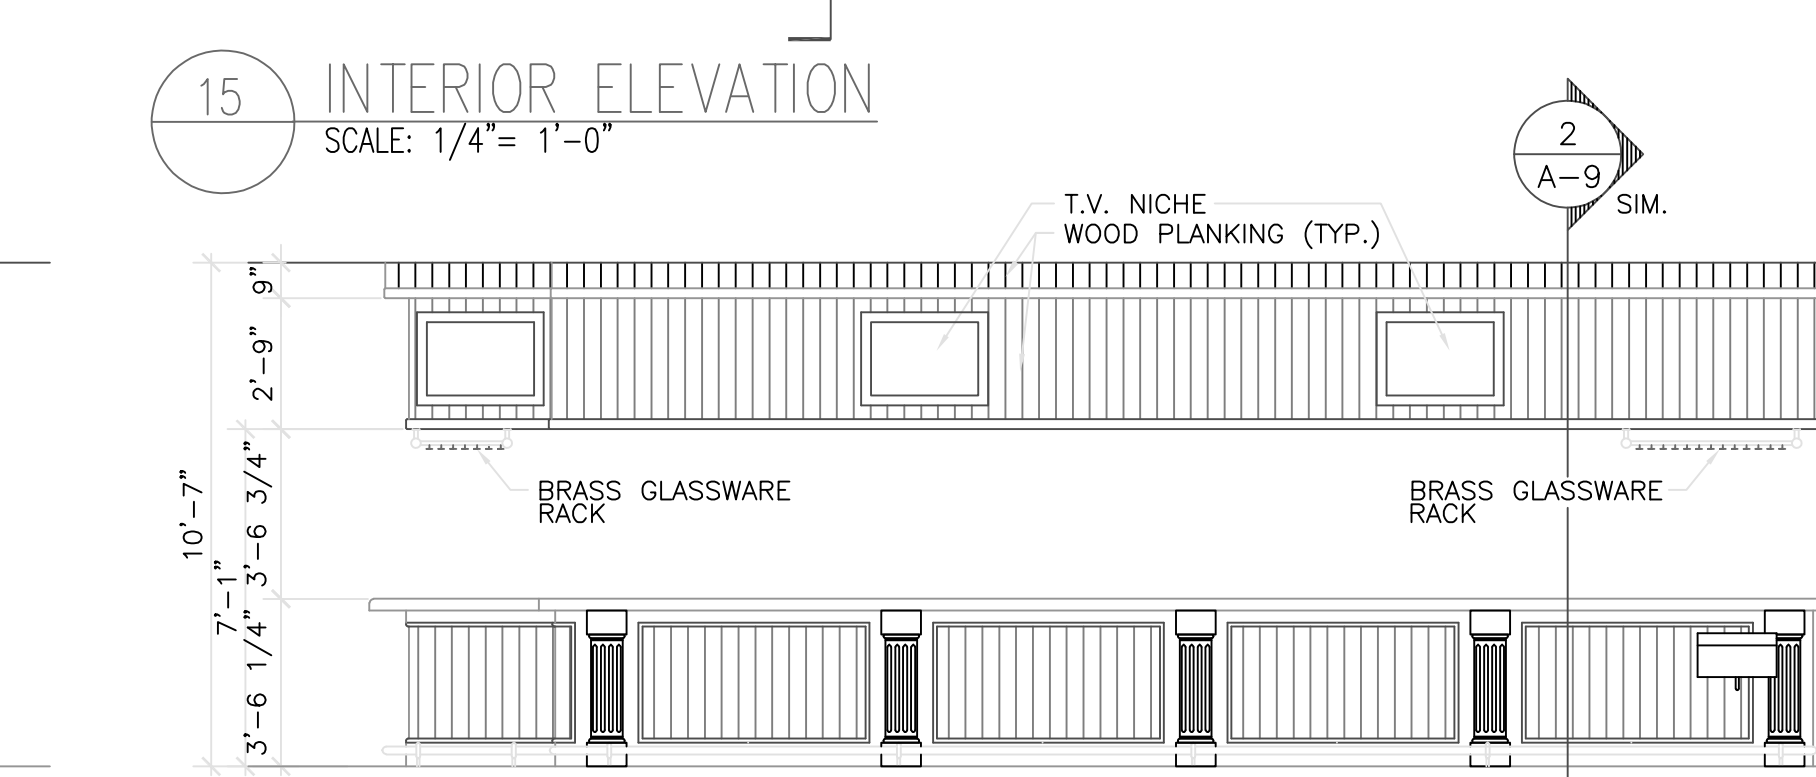 15
INTERIOR ELEVATION
SCALE: 1/4"= 1'-0"
2
A-9
SIM.
T.V. NICHE
WOOD PLANKING (TYP.)
9"
2'-9"
10'-7"
7'-1"
3'-6 3/4"
3'-6 1/4"
BRASS GLASSWARE
RACK
BRASS GLASSWARE
RACK